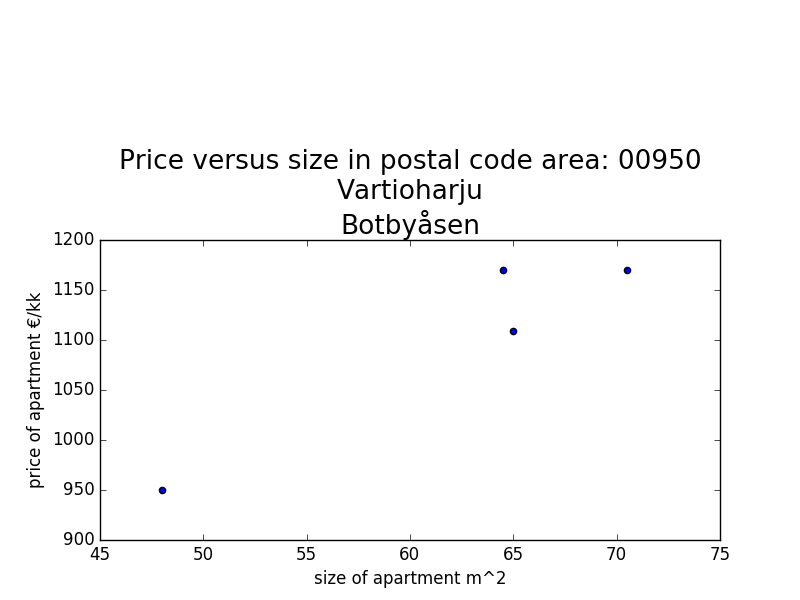 Price versus size in postal code area: 00950
Vartioharju
Botbyåsen
1200
1150
1100
1050
1000
950
900
price of apartment €/kk
45 50 55 60 65 70 75
size of apartment m^2